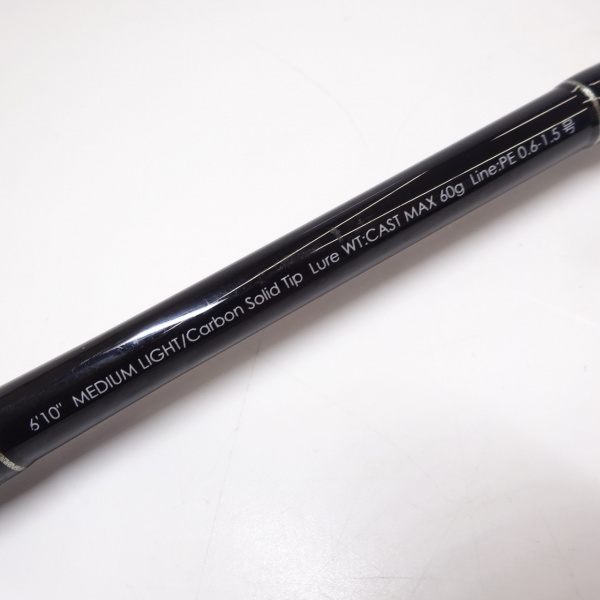 6'10" MEDIUM LIGHT/Carbon Solid Tip Lure WT:CAST MAX 60g Line:PE 0.6-1.5号